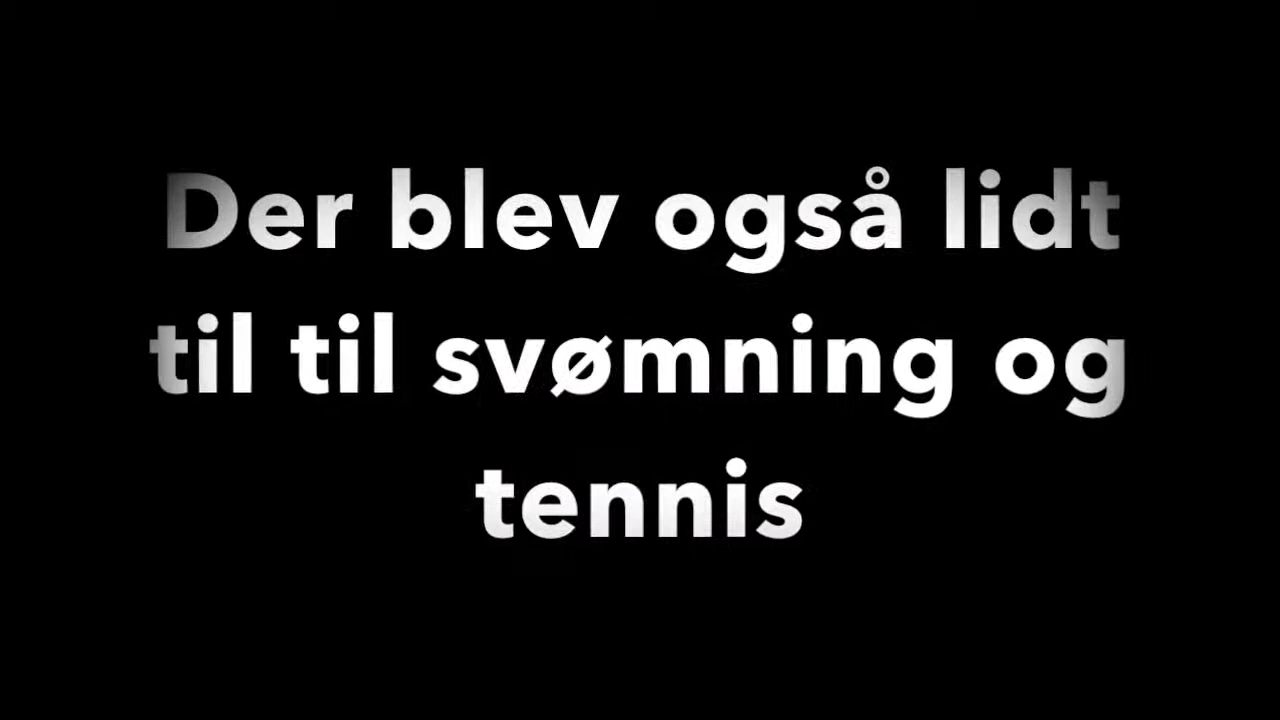 Der blev også lidt
til til svømning og
tennis